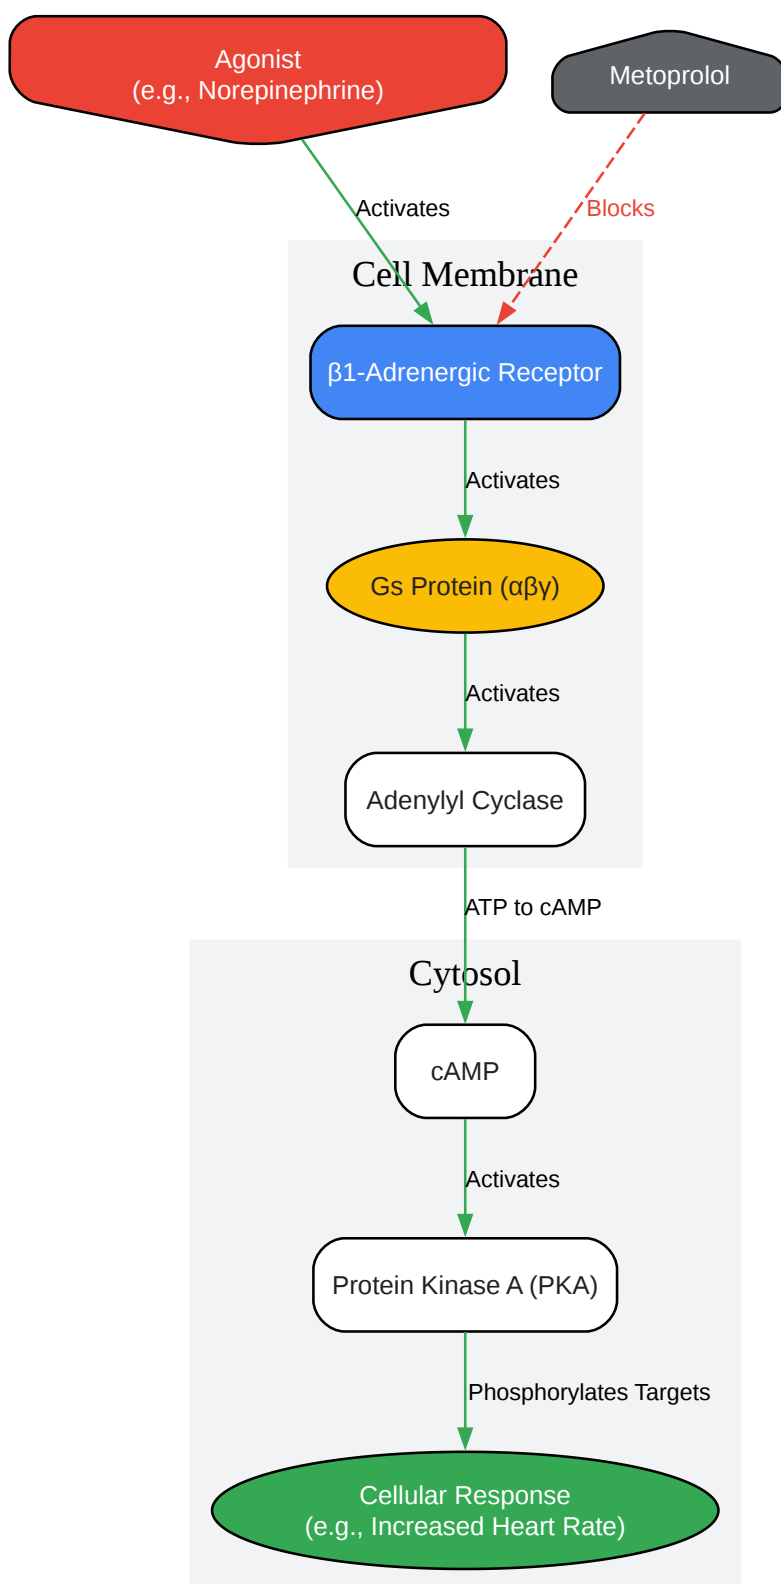 Agonist
(e.g., Norepinephrine)
Metoprolol
Activates
Blocks
Cell Membrane
β1-Adrenergic Receptor
Activates
Gs Protein (αβγ)
Activates
Adenylyl Cyclase
ATP to cAMP
Cytosol
cAMP
Activates
Protein Kinase A (PKA)
Phosphorylates Targets
Cellular Response
(e.g., Increased Heart Rate)